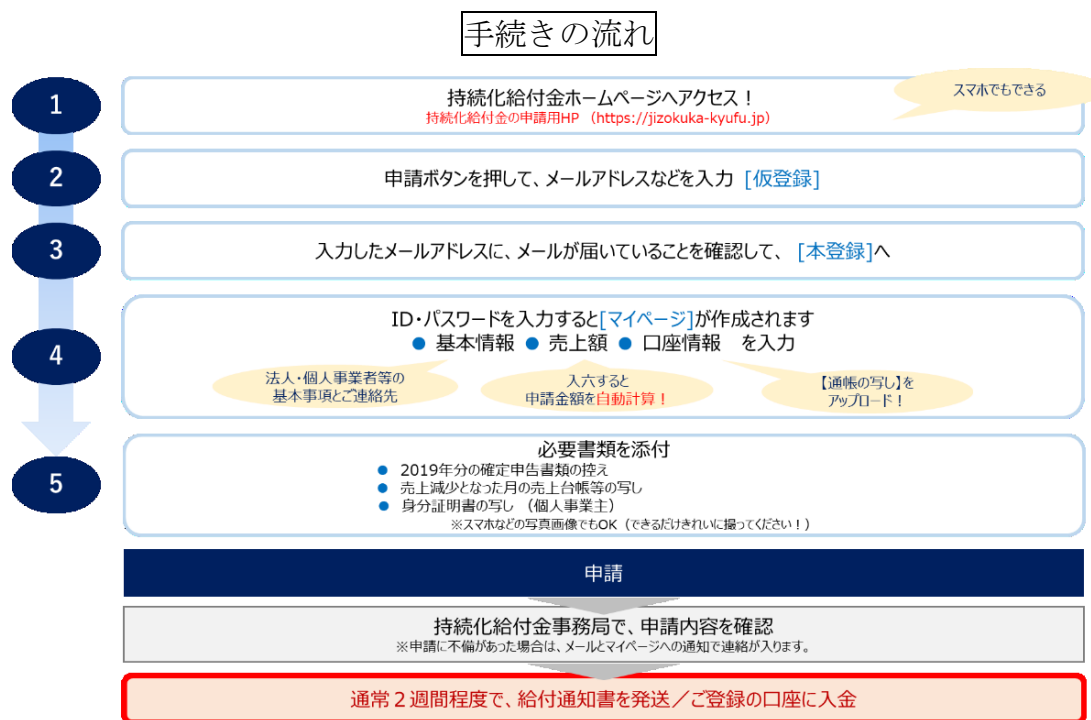 手続きの流れ
1
持続化給付金ホームページへアクセス！
スマホでもできる
持続化給付金の申請用HP （https://jizokuka-kyufu.jp）
2
申請ボタンを押して、メールアドレスなどを入力 [仮登録]
3
入力したメールアドレスに、メールが届いていることを確認して、 [本登録]へ
4
ID・パスワードを入力すると[マイページ]が作成されます
● 基本情報 ● 売上額 ● 口座情報 を入力
法人・個人事業者等の
基本事項とご連絡先
入六すると
申請金額を自動計算！
【通帳の写し】を
アップロード！
5
必要書類を添付
● 2019年分の確定申告書類の控え
● 売上減少となった月の売上台帳等の写し
● 身分証明書の写し （個人事業主）
※スマホなどの写真画像でもOK（できるだけきれいに撮ってください！）
申請
持続化給付金事務局で、申請内容を確認
※申請に不備があった場合は、メールとマイページへの通知で連絡が入ります。
通常２週間程度で、給付通知書を発送／ご登録の口座に入金